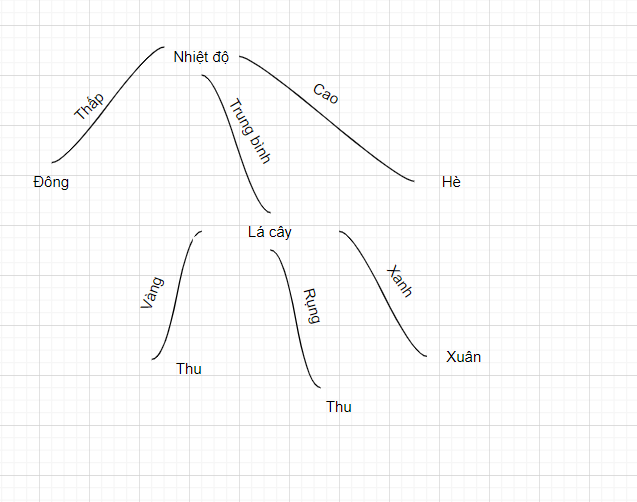 Nhiệt độ
Thấp
Trung bình
Cao
Đông
Hè
Lá cây
Vàng
Rụng
Xanh
Thu
Thu
Xuân